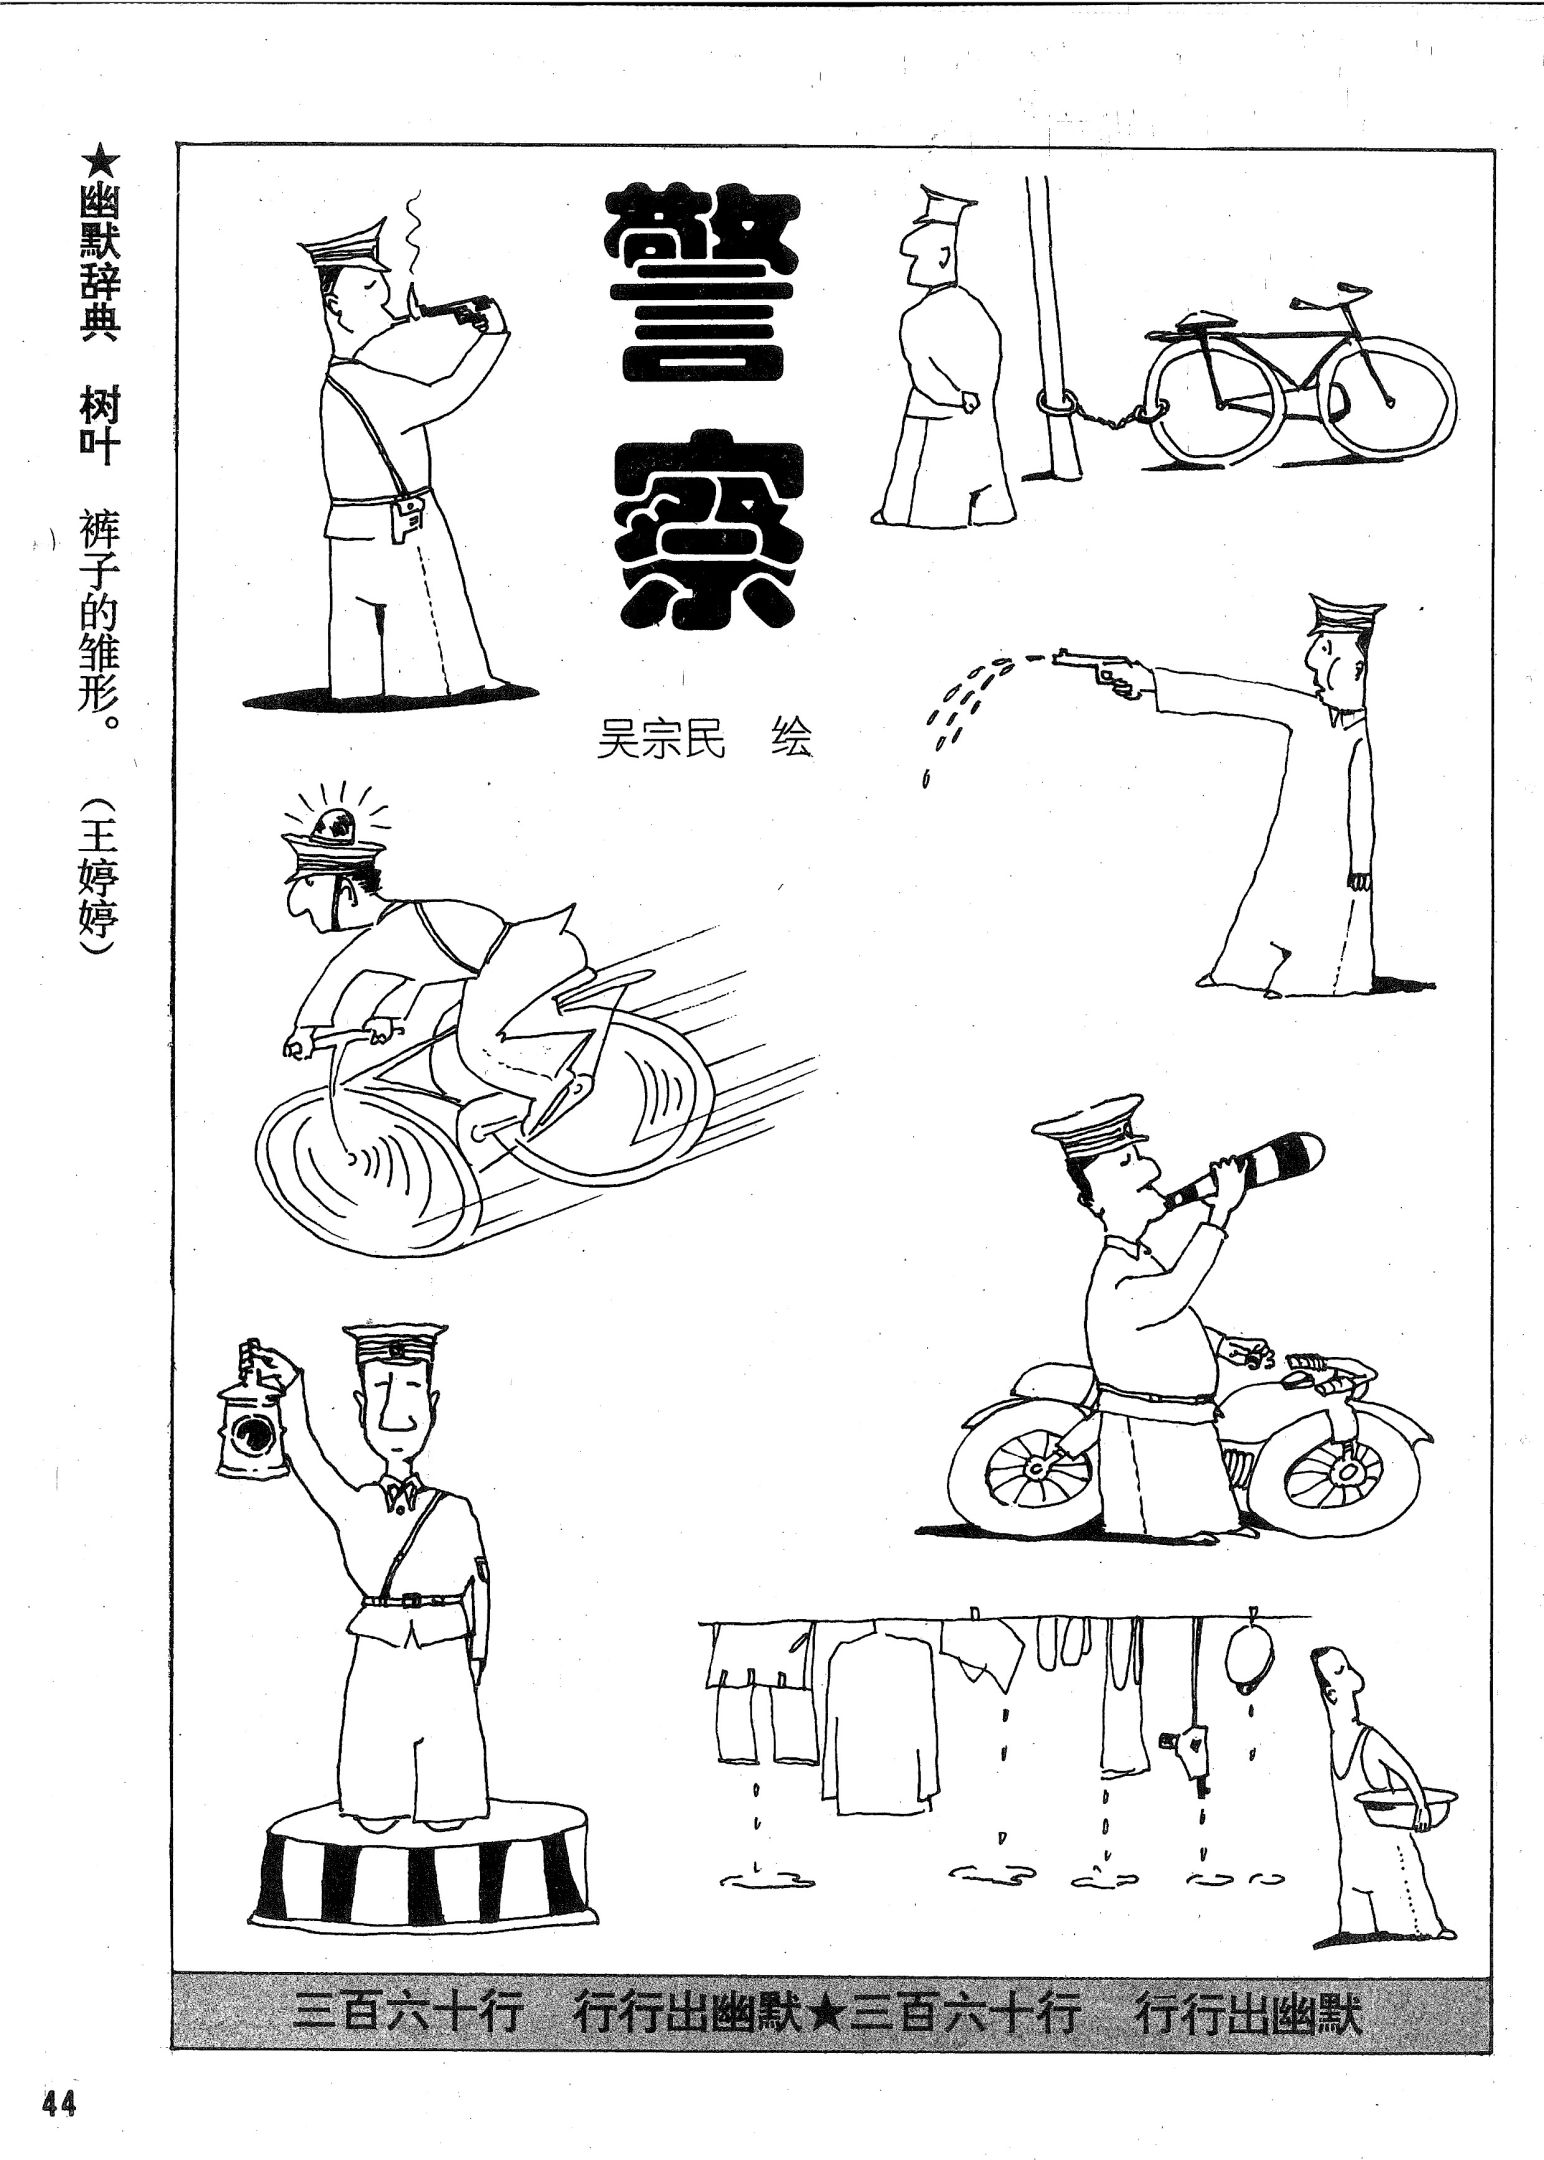 警察
吴宗民　绘
★幽默辞典　树叶　裤子的雏形。　（王婷婷）
三百六十行　行行出幽默★三百六十行　行行出幽默
44